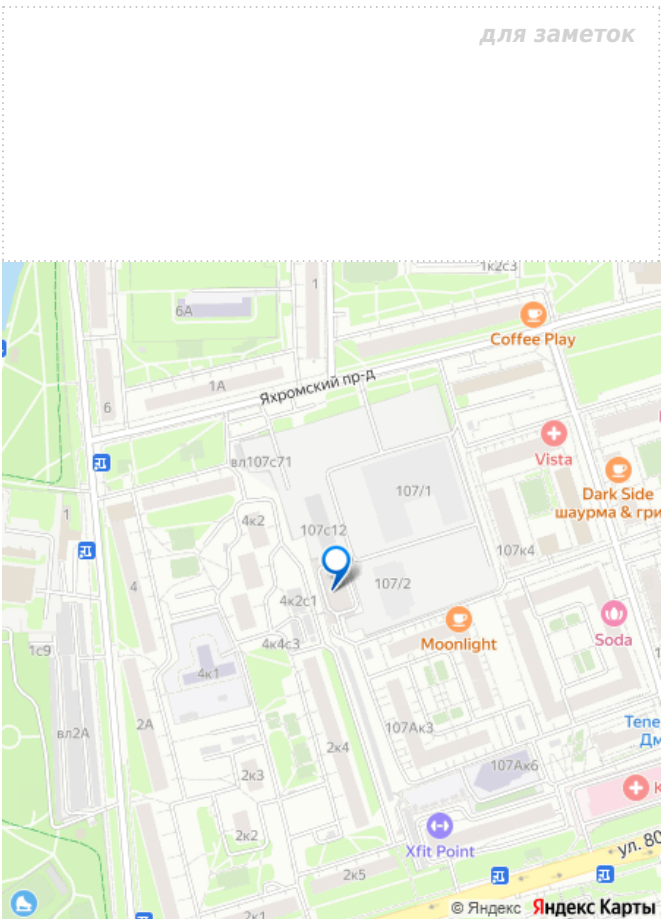 для заметок
1к2с3
1
6А
Coffee Play
1А
Яхромский пр-д
6
вл107с71
Vista
107/1
Dark Side
шаурма & гри
1
4к2
107с12
107к4
4
107/2
4к2с1
Moonlight
Soda
4к4с3
1с9
4к1
2А
107Ак3
Тепе
Дм
вл2А
2к4
107Ак6
2к3
К
2к2
Xfit Point
ул. 80
2к5
2к1
© Яндекс Яндекс Карты